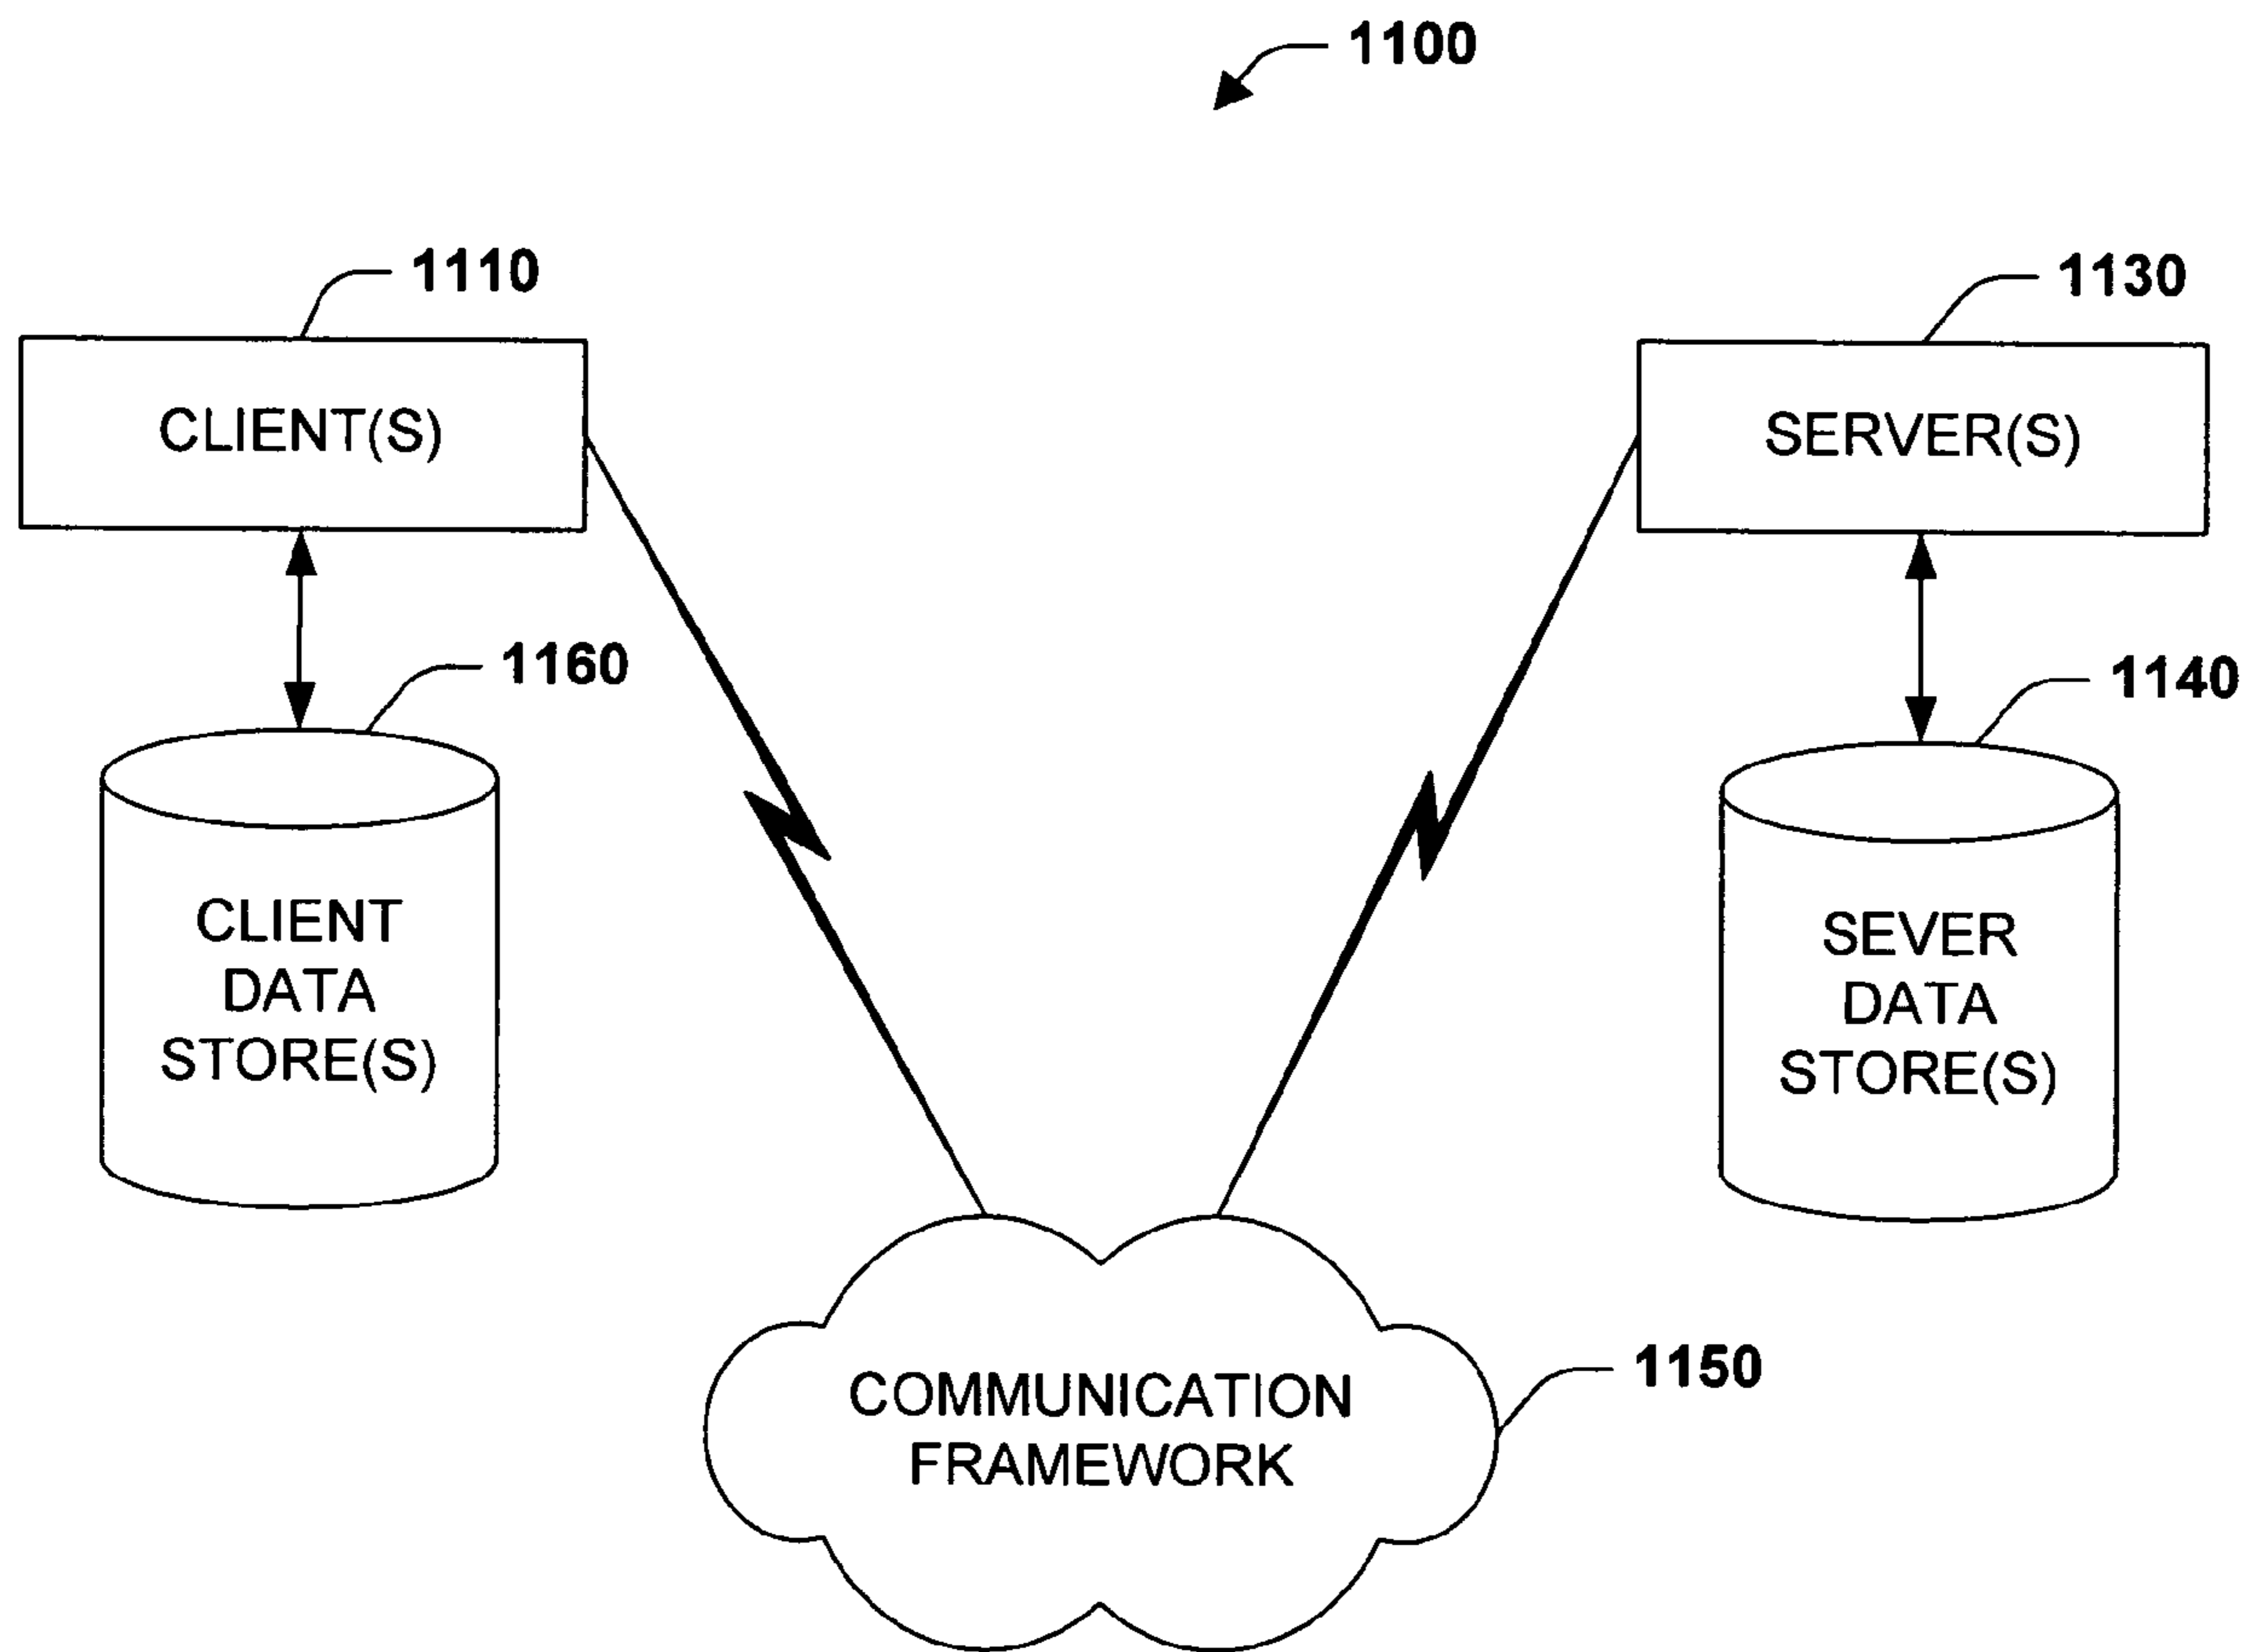 1100
1110
1130
CLIENT(S)
SERVER(S)
1160
1140
CLIENT
DATA
STORE(S)
SEVER
DATA
STORE(S)
1150
COMMUNICATION
FRAMEWORK